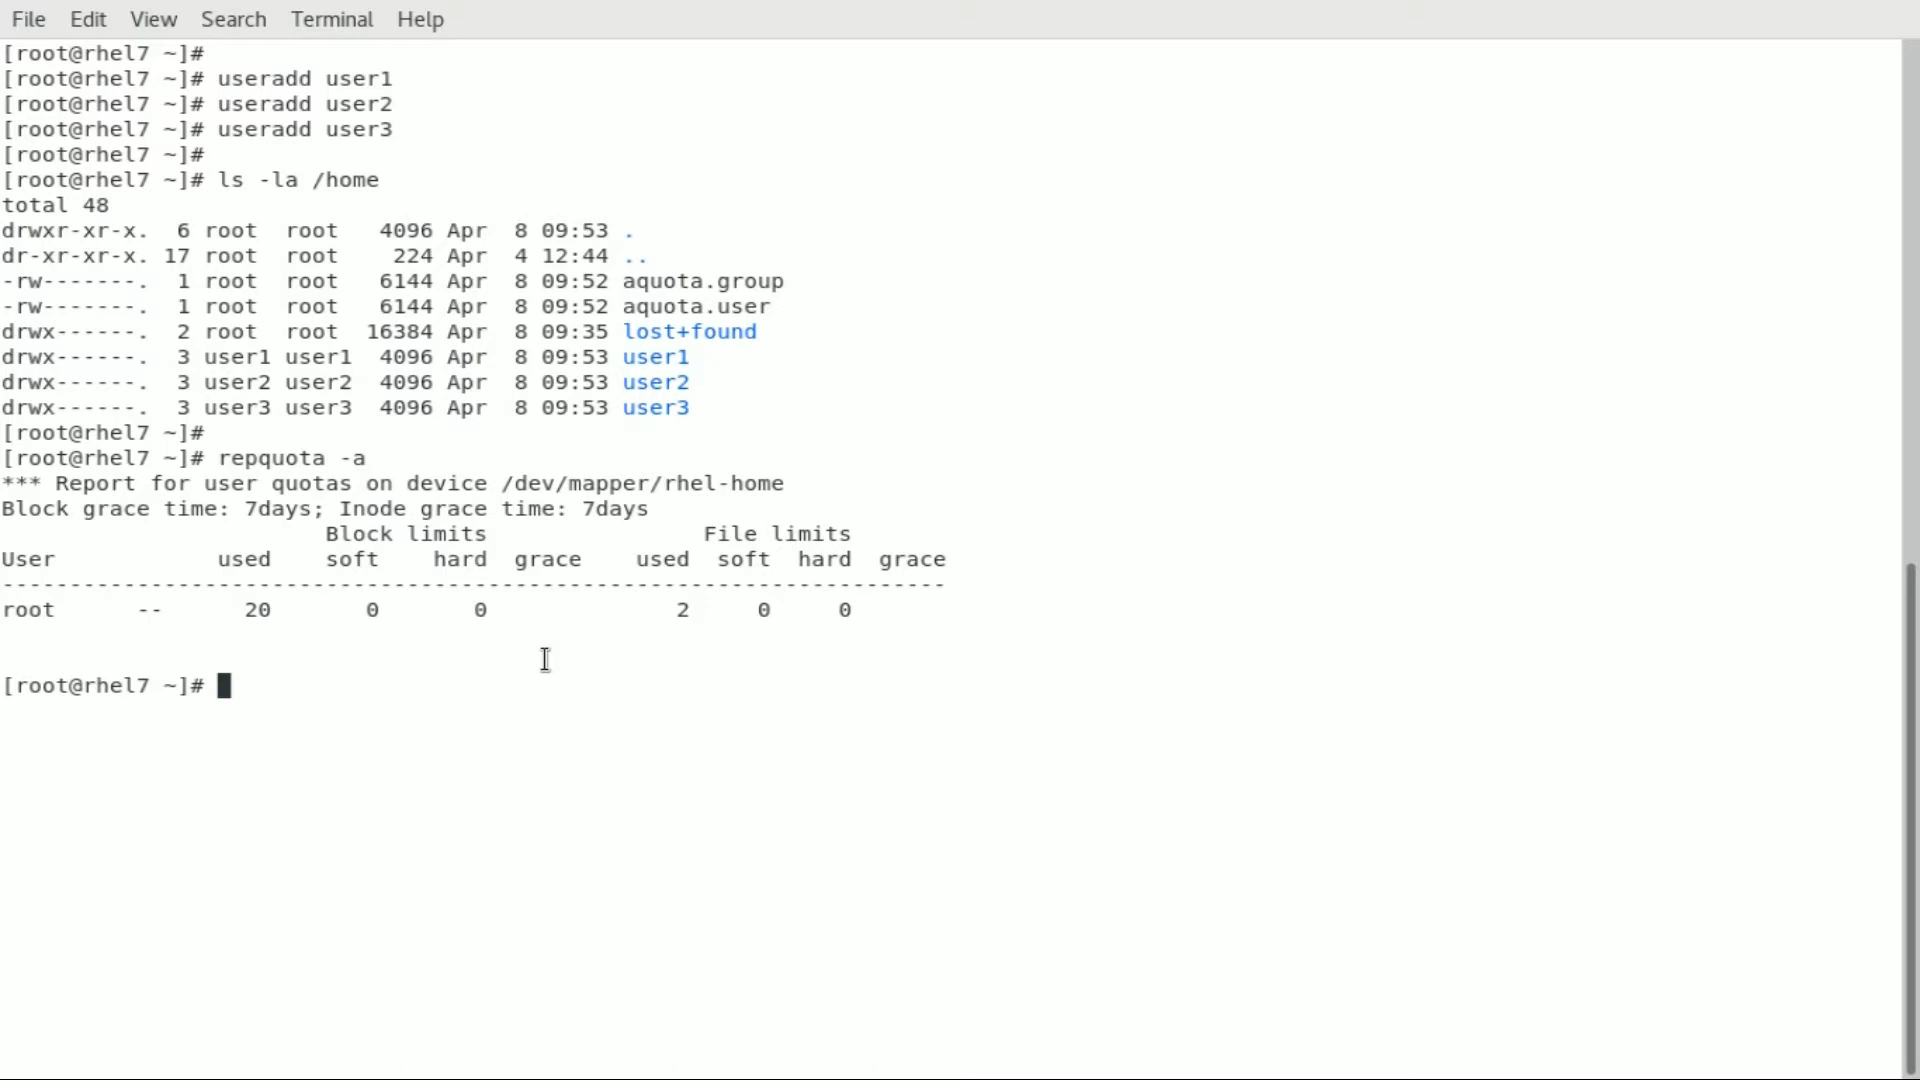 File Edit View Search Terminal Help
[root@rhel7 ~]#
[root@rhel7 ~]# useradd user1
[root@rhel7 ~]# useradd user2
[root@rhel7 ~]# useradd user3
[root@rhel7 ~]#
[root@rhel7 ~]# ls -la /home
total 48
drwxr-xr-x.  6 root  root   4096 Apr  8 09:53 .
dr-xr-xr-x. 17 root  root    224 Apr  4 12:44 ..
-rw-------.  1 root  root   6144 Apr  8 09:52 aquota.group
-rw-------.  1 root  root   6144 Apr  8 09:52 aquota.user
drwx------.  2 root  root  16384 Apr  8 09:35 lost+found
drwx------.  3 user1 user1  4096 Apr  8 09:53 user1
drwx------.  3 user2 user2  4096 Apr  8 09:53 user2
drwx------.  3 user3 user3  4096 Apr  8 09:53 user3
[root@rhel7 ~]#
[root@rhel7 ~]# repquota -a
*** Report for user quotas on device /dev/mapper/rhel-home
Block grace time: 7days; Inode grace time: 7days
                        Block limits                File limits
User            used    soft    hard  grace    used  soft  hard  grace
----------------------------------------------------------------------
root      --      20       0       0              2     0     0
[root@rhel7 ~]#